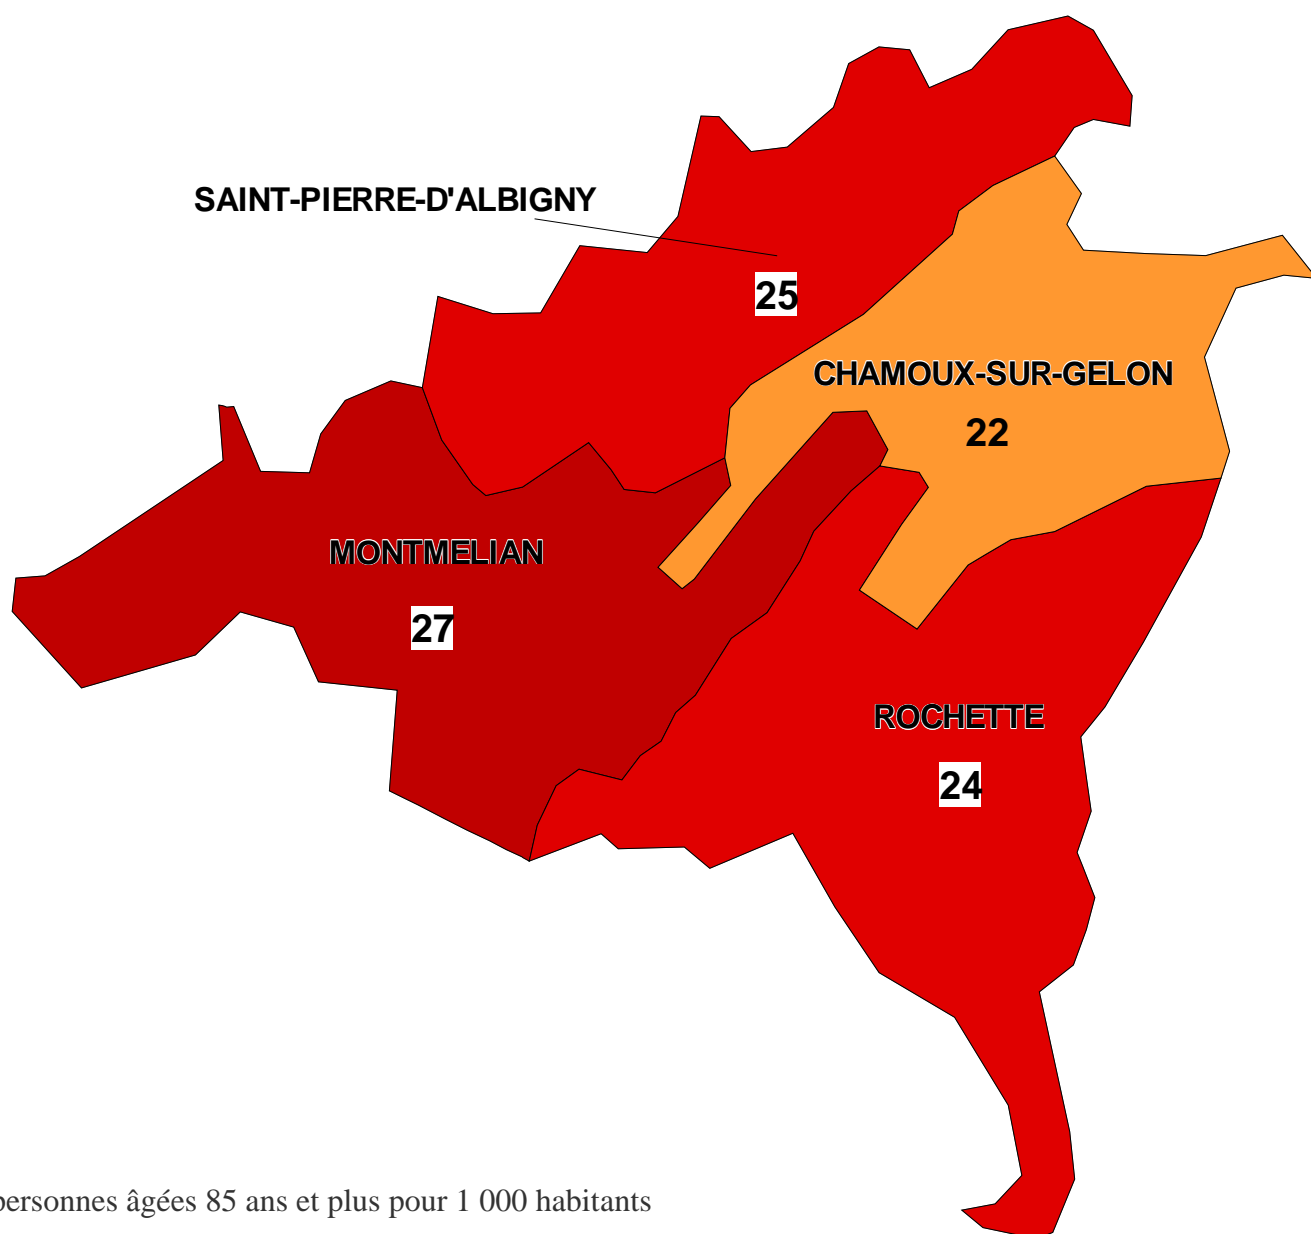 SAINT-PIERRE-D'ALBIGNY
25
CHAMOUX-SUR-GELON
22
MONTMELIAN
27
ROCHETTE
24
personnes âgées 85 ans et plus pour 1 000 habitants